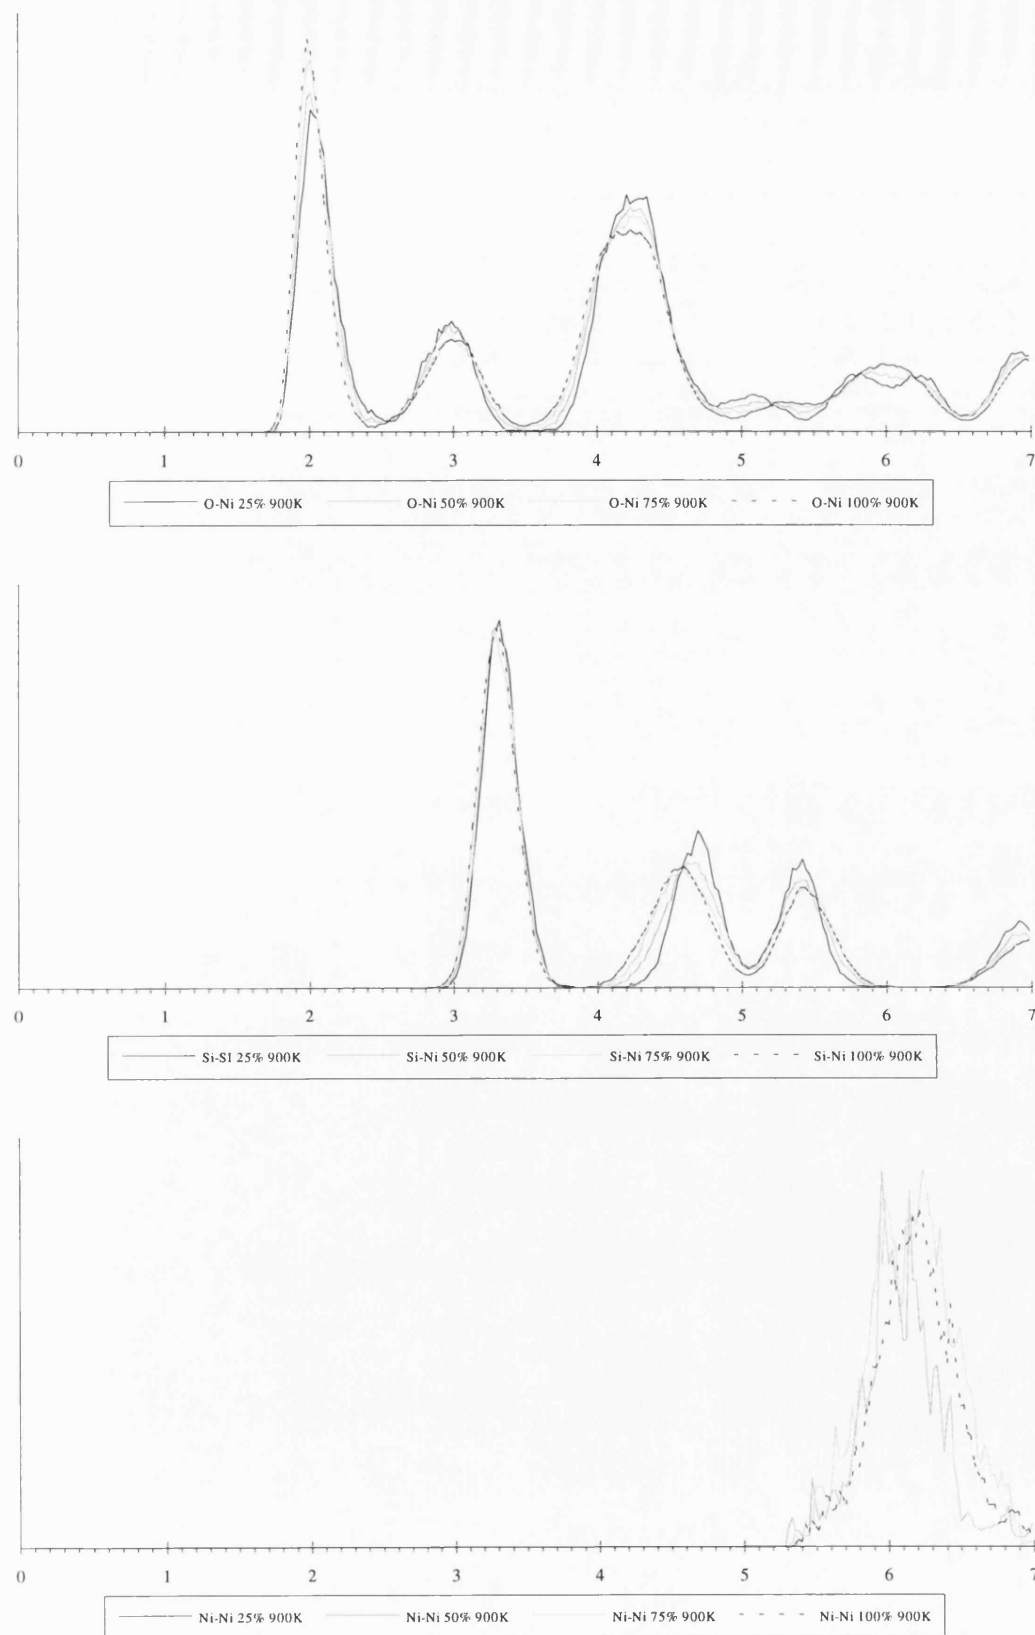 0 1 2 3 4 5 6 7
O-Ni 25% 900K O-Ni 50% 900K O-Ni 75% 900K O-Ni 100% 900K
0 1 2 3 4 5 6 7
Si-S1 25% 900K Si-Ni 50% 900K Si-Ni 75% 900K Si-Ni 100% 900K
0 1 2 3 4 5 6 7
Ni-Ni 25% 900K Ni-Ni 50% 900K Ni-Ni 75% 900K Ni-Ni 100% 900K